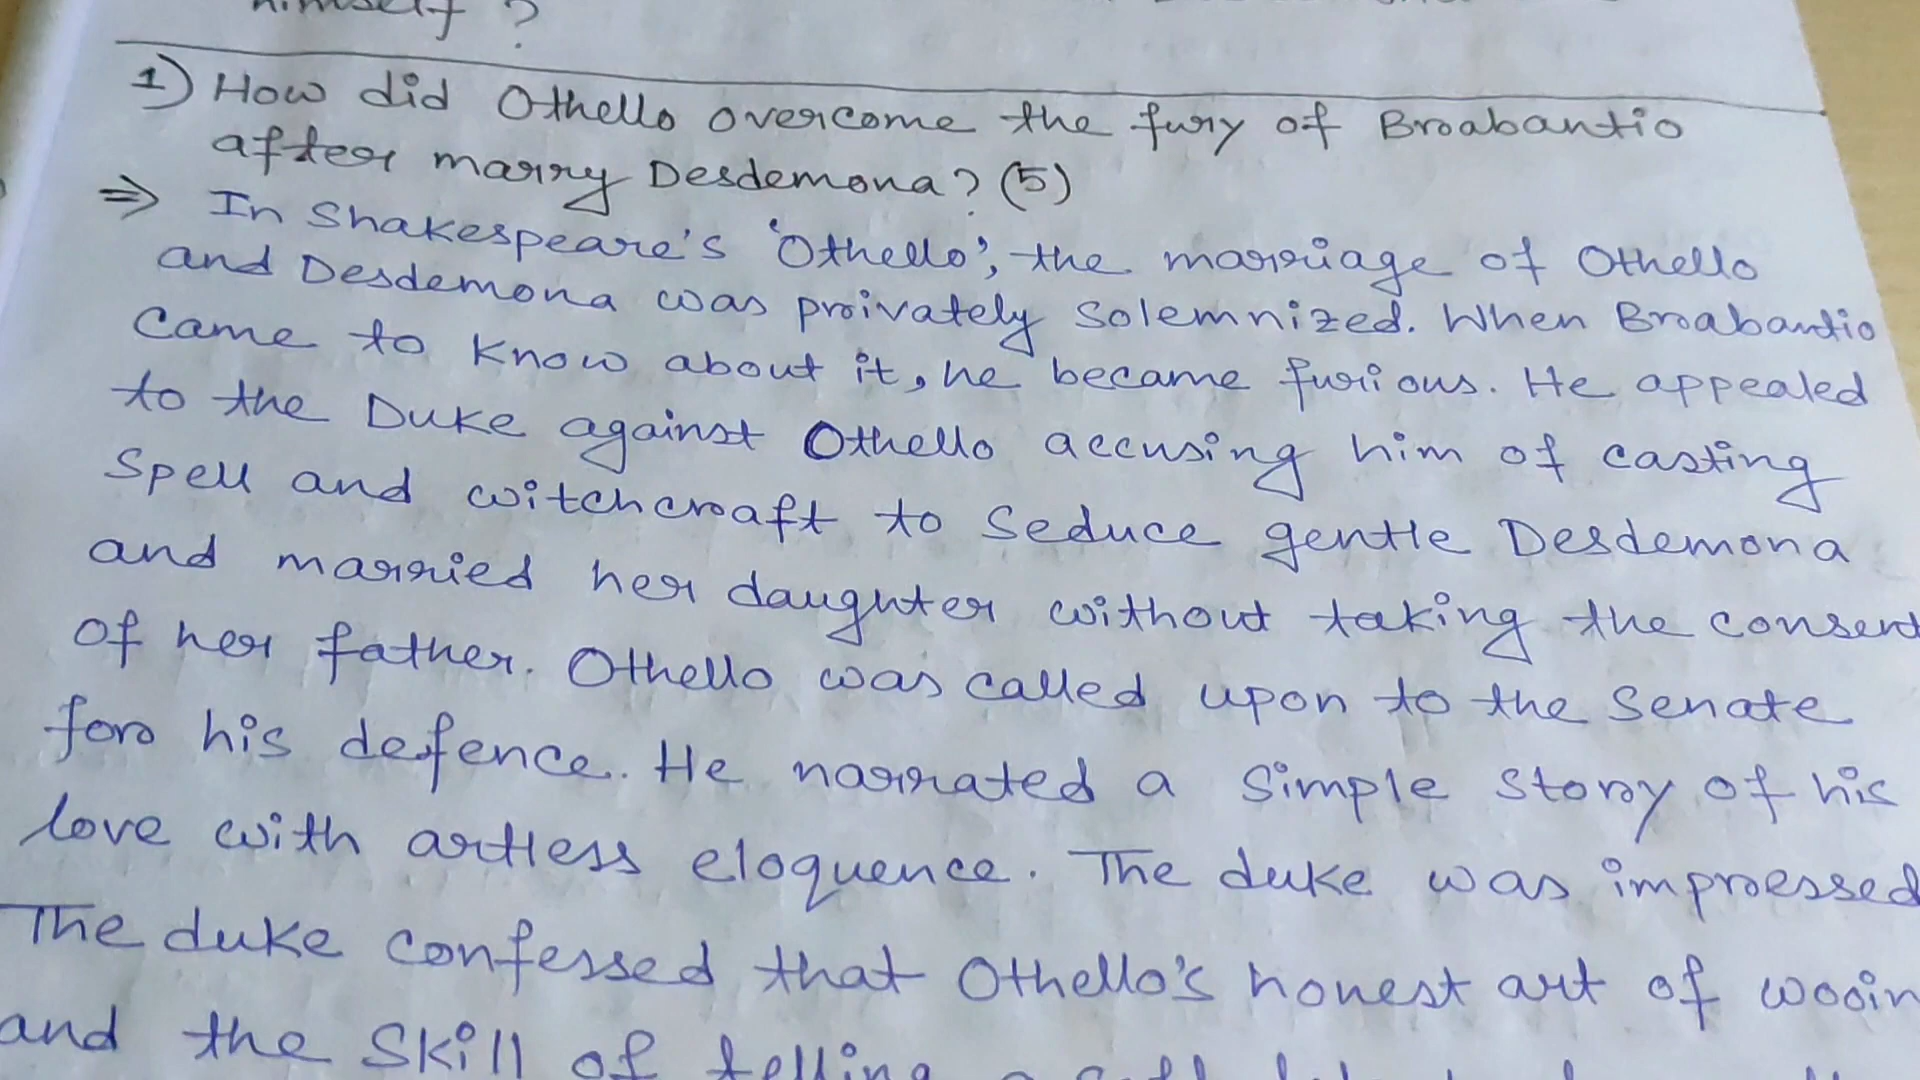 himself ?
1) How did Othello overcome the fury of Brabantio
after marry Desdemona? (5)
⇒ In Shakespeare's 'Othello', the marriage of Othello
and Desdemona was privately solemnized. When Brabantio
came to know about it, he became furious. He appealed
to the Duke against Othello accusing him of casting
spell and witchcraft to seduce gentle Desdemona
and married her daughter without taking the consent
of her father. Othello was called upon to the Senate
for his defence. He narrated a simple story of his
love with artless eloquence. The duke was impressed
The duke confessed that Othello's honest art of wooin
and the skill of telling